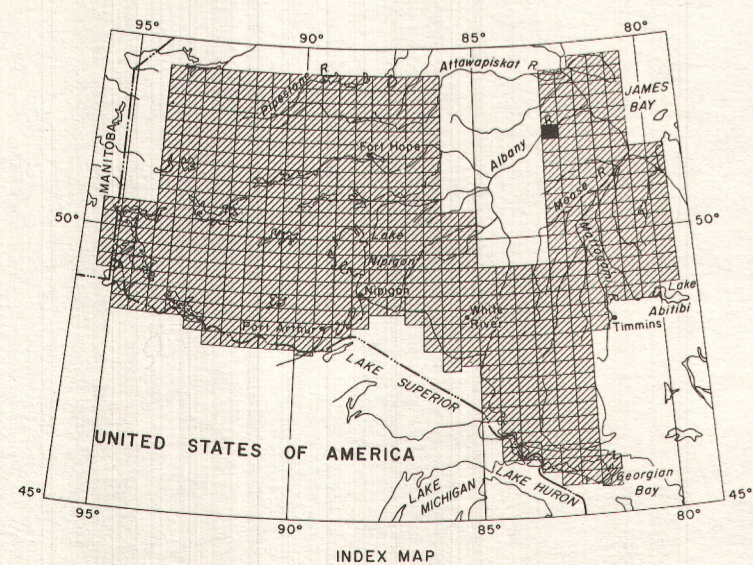 95°
90°
85°
80°
Attawapiskat R
Pipestone R
JAMES
BAY
MANITOBA
Fort Hope
Albany
R
Moose R
50°
50°
Mattagami R
Lake
Nipigon
Nipigon
White
River
Lake
Abitibi
Port Arthur
Timmins
LAKE SUPERIOR
UNITED STATES OF AMERICA
LAKE
MICHIGAN
LAKE HURON
Georgian
Bay
45°
95°
90°
85°
80°
45°
INDEX MAP